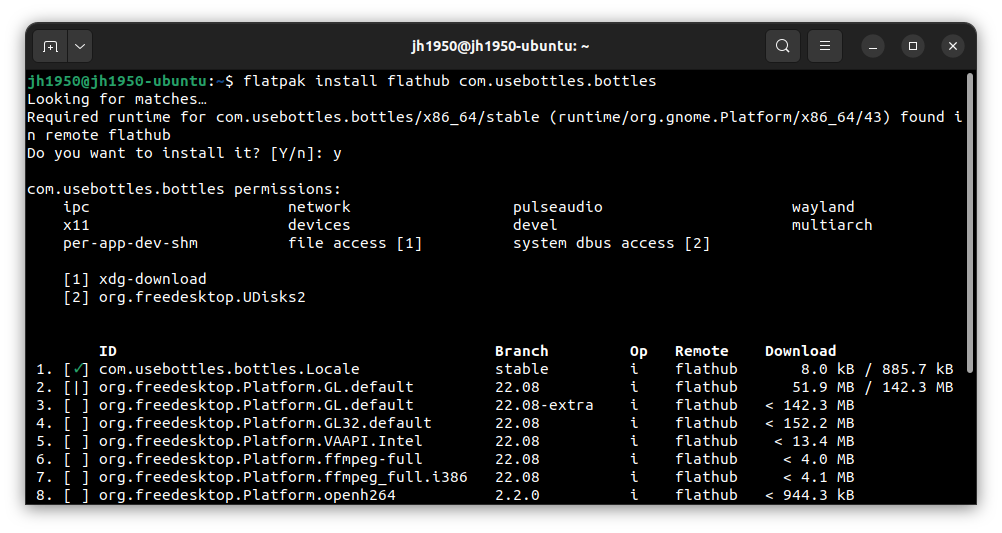 jh1950@jh1950-ubuntu: ~
jh1950@jh1950-ubuntu:~$ flatpak install flathub com.usebottles.bottles
Looking for matches…
Required runtime for com.usebottles.bottles/x86_64/stable (runtime/org.gnome.Platform/x86_64/43) found i
n remote flathub
Do you want to install it? [Y/n]: y
com.usebottles.bottles permissions:
ipc network pulseaudio wayland
x11 devices devel multiarch
per-app-dev-shm file access [1] system dbus access [2]
[1] xdg-download
[2] org.freedesktop.UDisks2
ID Branch Op Remote Download
1. [✓] com.usebottles.bottles.Locale stable i flathub 8.0 kB / 885.7 kB
2. [|] org.freedesktop.Platform.GL.default 22.08 i flathub 51.9 MB / 142.3 MB
3. [ ] org.freedesktop.Platform.GL.default 22.08-extra i flathub < 142.3 MB
4. [ ] org.freedesktop.Platform.GL32.default 22.08 i flathub < 152.2 MB
5. [ ] org.freedesktop.Platform.VAAPI.Intel 22.08 i flathub < 13.4 MB
6. [ ] org.freedesktop.Platform.ffmpeg-full 22.08 i flathub < 4.0 MB
7. [ ] org.freedesktop.Platform.ffmpeg_full.i386 22.08 i flathub < 4.1 MB
8. [ ] org.freedesktop.Platform.openh264 2.2.0 i flathub < 944.3 kB